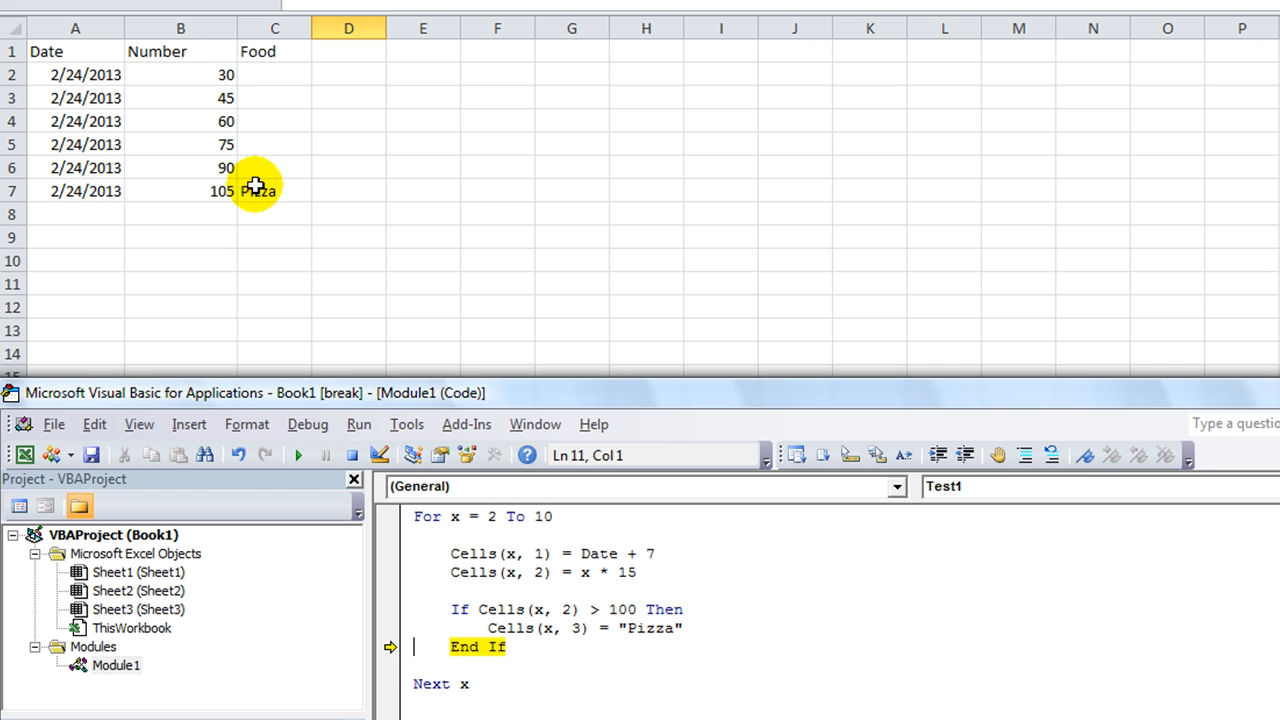 A B C D E F G H I J K L M N O P
1 Date Number Food
2 2/24/2013 30
3 2/24/2013 45
4 2/24/2013 60
5 2/24/2013 75
6 2/24/2013 90
7 2/24/2013 105 Pizza
8
9
10
11
12
13
14
Microsoft Visual Basic for Applications - Book1 [break] - [Module1 (Code)]
File Edit View Insert Format Debug Run Tools Add-Ins Window Help Type a questio
Ln 11, Col 1
Project - VBAProject
(General) Test1
VBAProject (Book1)
Microsoft Excel Objects
Sheet1 (Sheet1)
Sheet2 (Sheet2)
Sheet3 (Sheet3)
ThisWorkbook
Modules
Module1
For x = 2 To 10
Cells(x, 1) = Date + 7
Cells(x, 2) = x * 15
If Cells(x, 2) > 100 Then
Cells(x, 3) = "Pizza"
End If
Next x